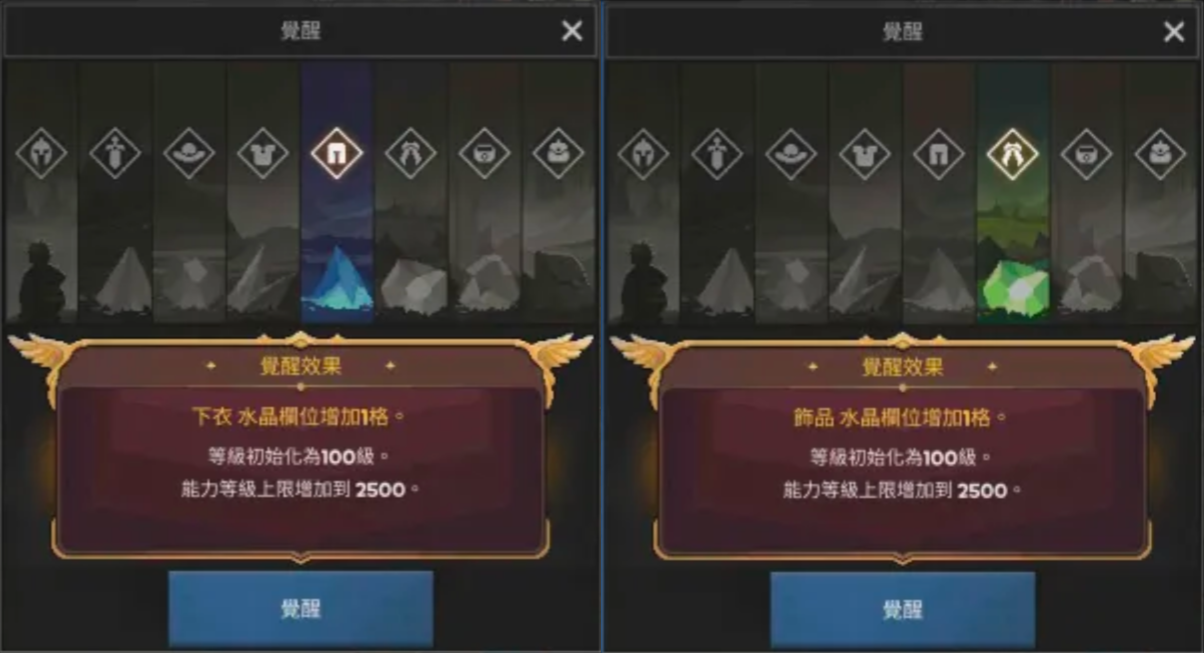 覺醒
覺醒效果
下衣 水晶欄位增加1格。
等級初始化為100級。
能力等級上限增加到 2500。
覺醒
覺醒
覺醒效果
飾品 水晶欄位增加1格。
等級初始化為100級。
能力等級上限增加到 2500。
覺醒